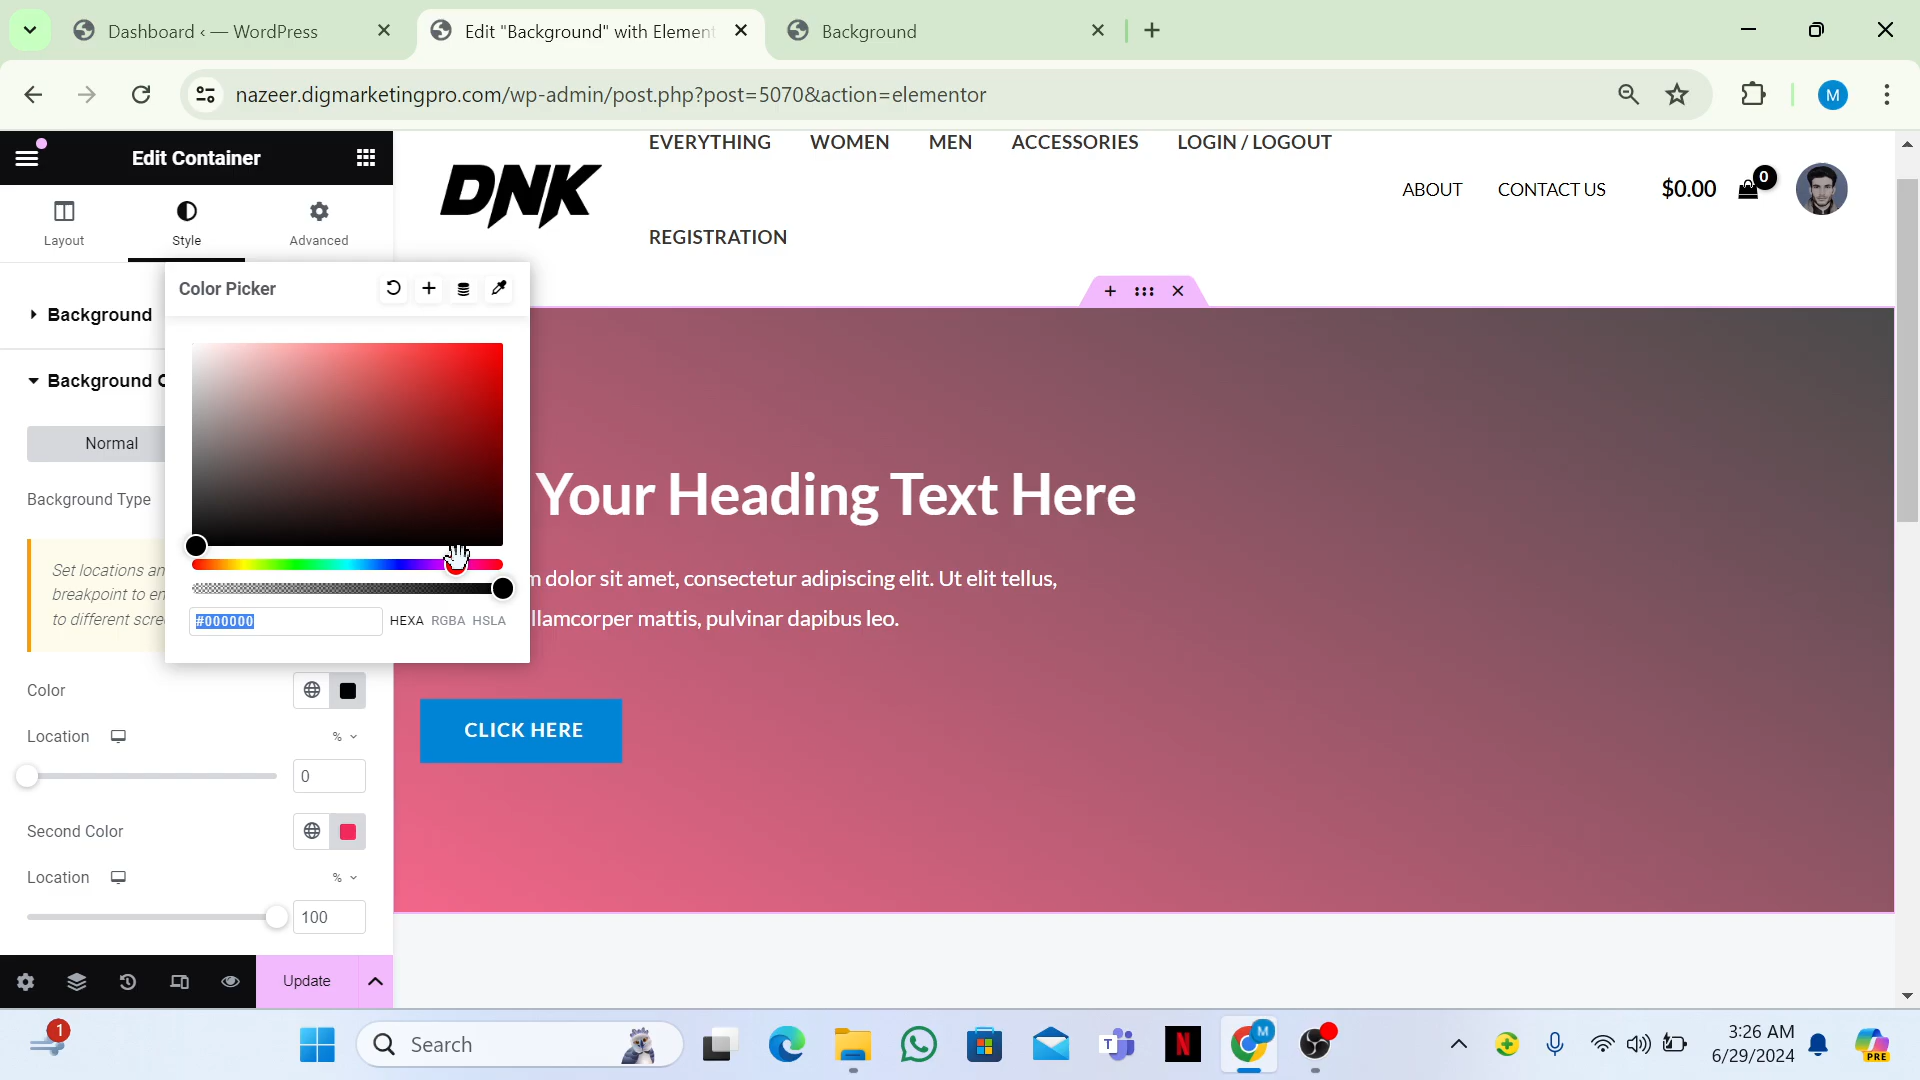 Dashboard ‹ — WordPress
Edit "Background" with Element
Background
nazeer.digmarketingpro.com/wp-admin/post.php?post=5070&action=elementor
M
Edit Container
Layout
Style
Advanced
EVERYTHING WOMEN MEN ACCESSORIES LOGIN / LOGOUT
DNK
ABOUT CONTACT US $0.00 0
REGISTRATION
Color Picker
Background
Background
Normal
Background Type
Set locations an
breakpoint to en
to different scre
#000000 HEXA RGBA HSLA
Your Heading Text Here
dolor sit amet, consectetur adipiscing elit. Ut elit tellus,
llamcorper mattis, pulvinar dapibus leo.
CLICK HERE
Color
Location %
0
Second Color
Location %
100
Update
1
Search
M
3:26 AM
6/29/2024
PRE